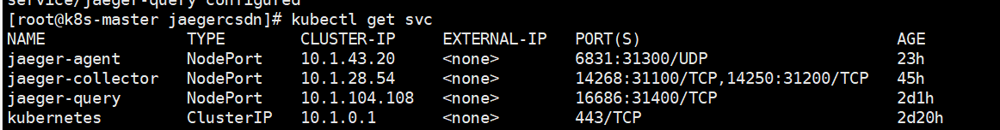 service/jaeger-query configured
[root@k8s-master jaegercsdn]# kubectl get svc
NAME TYPE CLUSTER-IP EXTERNAL-IP PORT(S) AGE
jaeger-agent NodePort 10.1.43.20 <none> 6831:31300/UDP 23h
jaeger-collector NodePort 10.1.28.54 <none> 14268:31100/TCP,14250:31200/TCP 45h
jaeger-query NodePort 10.1.104.108 <none> 16686:31400/TCP 2d1h
kubernetes ClusterIP 10.1.0.1 <none> 443/TCP 2d20h